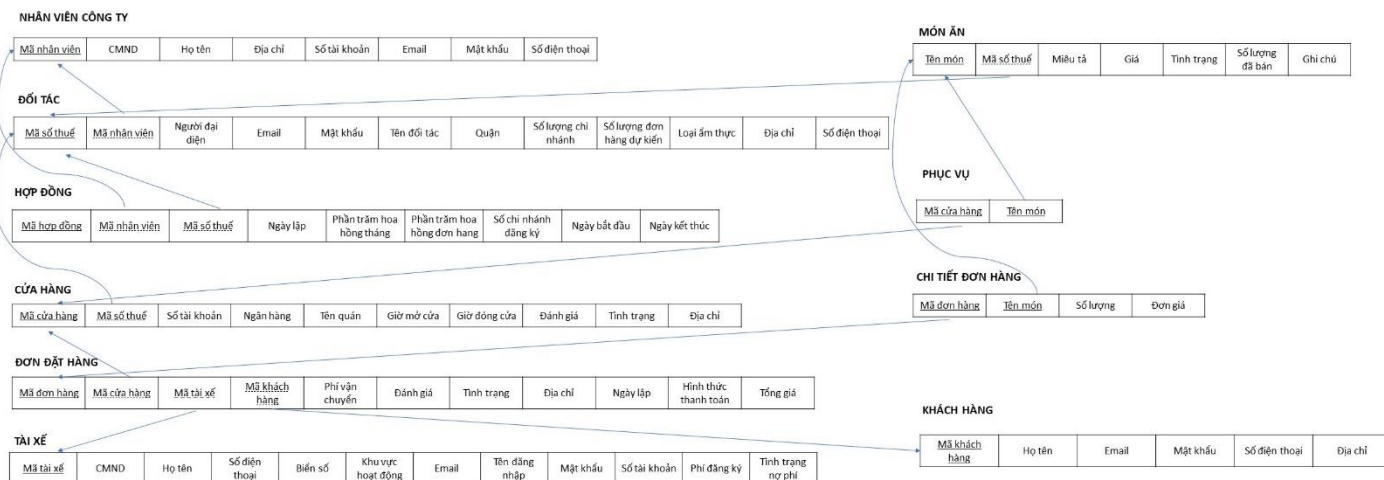 NHÂN VIÊN CÔNG TY
Mã nhân viên CMND Họ tên Địa chỉ Số tài khoản Email Mật khẩu Số điện thoại
ĐỐI TÁC
Mã số thuế Mã nhân viên Người đại diện Email Mật khẩu Tên đối tác Quận Số lượng chi nhánh Số lượng đơn hàng dự kiến Loại ẩm thực Địa chỉ Số điện thoại
HỢP ĐỒNG
Mã hợp đồng Mã nhân viên Mã số thuế Ngày lập Phần trăm hoa hồng tháng Phần trăm hoa hồng đơn hang Số chi nhánh đăng ký Ngày bắt đầu Ngày kết thúc
CỬA HÀNG
Mã cửa hàng Mã số thuế Số tài khoản Ngân hàng Tên quán Giờ mở cửa Giờ đóng cửa Đánh giá Tình trạng Địa chỉ
ĐƠN ĐẶT HÀNG
Mã đơn hàng Mã cửa hàng Mã tài xế Mã khách hàng Phí vận chuyển Đánh giá Tình trạng Địa chỉ Ngày lập Hình thức thanh toán Tổng giá
TÀI XẾ
Mã tài xế CMND Họ tên Số điện thoại Biển số Khu vực hoạt động Email Tên đăng nhập Mật khẩu Số tài khoản Phí đăng ký Tình trạng nợ phí
MÓN ĂN
Tên món Mã số thuế Miêu tả Giá Tình trạng Số lượng đã bán Ghi chú
PHỤC VỤ
Mã cửa hàng Tên món
CHI TIẾT ĐƠN HÀNG
Mã đơn hàng Tên món Số lượng Đơn giá
KHÁCH HÀNG
Mã khách hàng Họ tên Email Mật khẩu Số điện thoại Địa chỉ